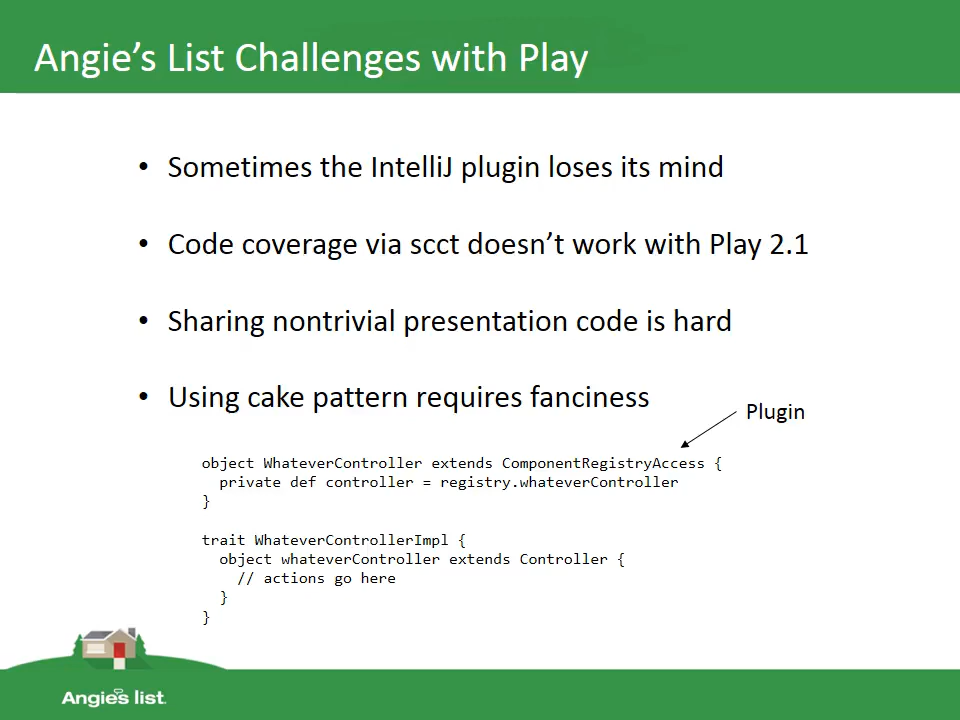 Angie’s List Challenges with Play
• Sometimes the IntelliJ plugin loses its mind
• Code coverage via scct doesn’t work with Play 2.1
• Sharing nontrivial presentation code is hard
• Using cake pattern requires fanciness
Plugin
object WhateverController extends ComponentRegistryAccess {
  private def controller = registry.whateverController
}
trait WhateverControllerImpl {
  object whateverController extends Controller {
    // actions go here
  }
}
Angie's list.